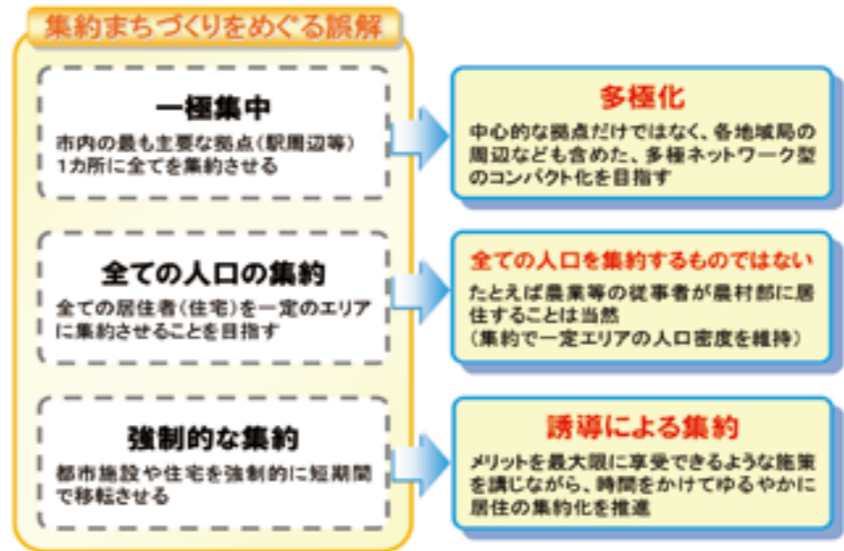 集約まちづくりをめぐる誤解
一極集中
市内の最も主要な拠点(駅周辺等)
1カ所に全てを集約させる
多極化
中心的な拠点だけではなく、各地域局の
周辺なども含めた、多極ネットワーク型
のコンパクト化を目指す
全ての人口の集約
全ての居住者(住宅)を一定のエリア
に集約させることを目指す
全ての人口を集約するものではない
たとえば農業等の従事者が農村部に居
住することは当然
(集約で一定エリアの人口密度を維持)
強制的な集約
都市施設や住宅を強制的に短期間
で移転させる
誘導による集約
メリットを最大限に享受できるような施策
を講じながら、時間をかけてゆるやかに
居住の集約化を推進